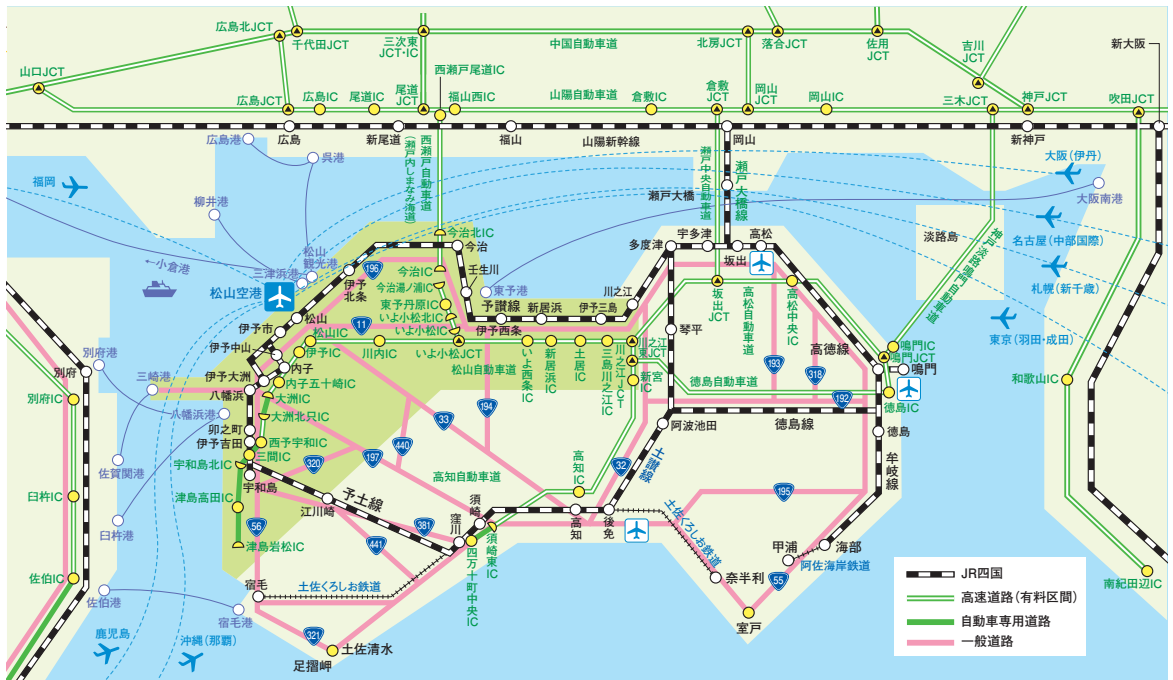 広島北JCT
千代田JCT
三次東
JCT・IC
中国自動車道
北房JCT
落合JCT
佐用
JCT
吉川
JCT
新大阪
山口JCT
西瀬戸尾道IC
広島JCT
広島IC
尾道IC
尾道
JCT
福山西IC
山陽自動車道
倉敷IC
倉敷
JCT
岡山
JCT
岡山IC
三木JCT
神戸JCT
吹田JCT
広島
新尾道
福山
山陽新幹線
岡山
新神戸
広島港
呉港
西瀬戸自動車道
(瀬戸内しまなみ海道)
瀬戸中央自動車道
瀬戸大橋線
瀬戸大橋
大阪(伊丹)
大阪南港
福岡
柳井港
名古屋(中部国際)
札幌(新千歳)
東京(羽田・成田)
淡路島
神戸淡路鳴門自動車道
小倉港
三津浜港
松山
観光港
松山空港
今治北IC
今治
今治IC
今治湯ノ浦IC
東予丹原IC
いよ小松北IC
いよ小松IC
壬生川
東予港
196
伊予
北条
予讃線
新居浜
伊予三島
川之江
伊予西条
多度津
宇多津
坂出
高松
坂出
JCT
高松自動車道
高松
中央IC
高徳線
193
318
鳴門IC
鳴門JCT
鳴門
徳島IC
192
徳島自動車道
徳島線
徳島
牟岐線
琴平
松山
伊予市
伊予中山
松山IC
伊予IC
11
川内IC
いよ小松JCT
松山自動車道
いよ西条IC
新居浜IC
土居IC
三島川之江IC
川之江JCT
川之江
東JCT
新宮
IC
内子
内子五十崎IC
伊予大洲
大洲IC
大洲北只IC
八幡浜
卯之町
伊予吉田
西予宇和IC
三間IC
宇和島北IC
宇和島
津島高田IC
津島岩松IC
別府港
別府
別府IC
三崎港
八幡浜港
佐賀関港
臼杵IC
臼杵港
佐伯IC
佐伯港
宿毛港
鹿児島
沖縄(那覇)
194
33
440
197
320
56
441
381
321
高知自動車道
予土線
江川崎
窪川
須崎
須崎東IC
四万十町中央IC
高知
高知
IC
後免
32
土讃線
阿波池田
195
土佐くろしお鉄道
奈半利
甲浦
海部
阿佐海岸鉄道
55
室戸
宿毛
土佐くろしお鉄道
土佐清水
足摺岬
和歌山IC
南紀田辺IC
JR四国
高速道路(有料区間)
自動車専用道路
一般道路